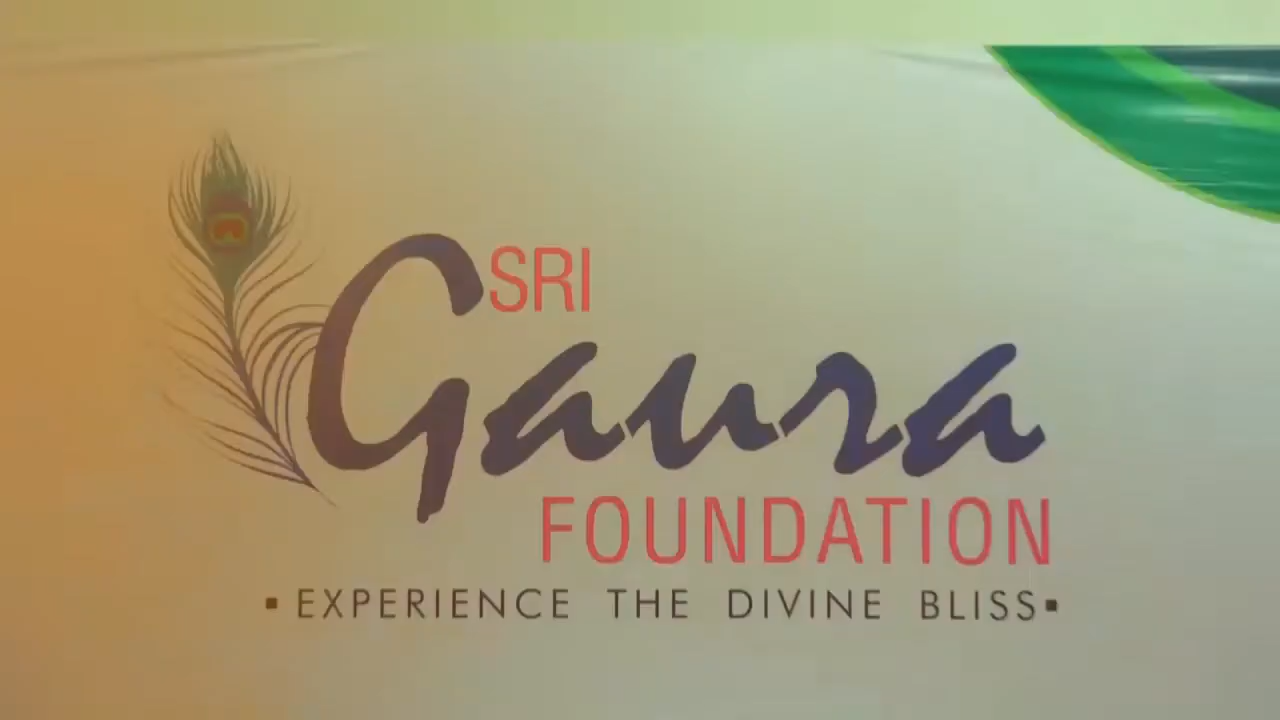 SRI
Gaura
FOUNDATION
▪ EXPERIENCE THE DIVINE BLISS ▪